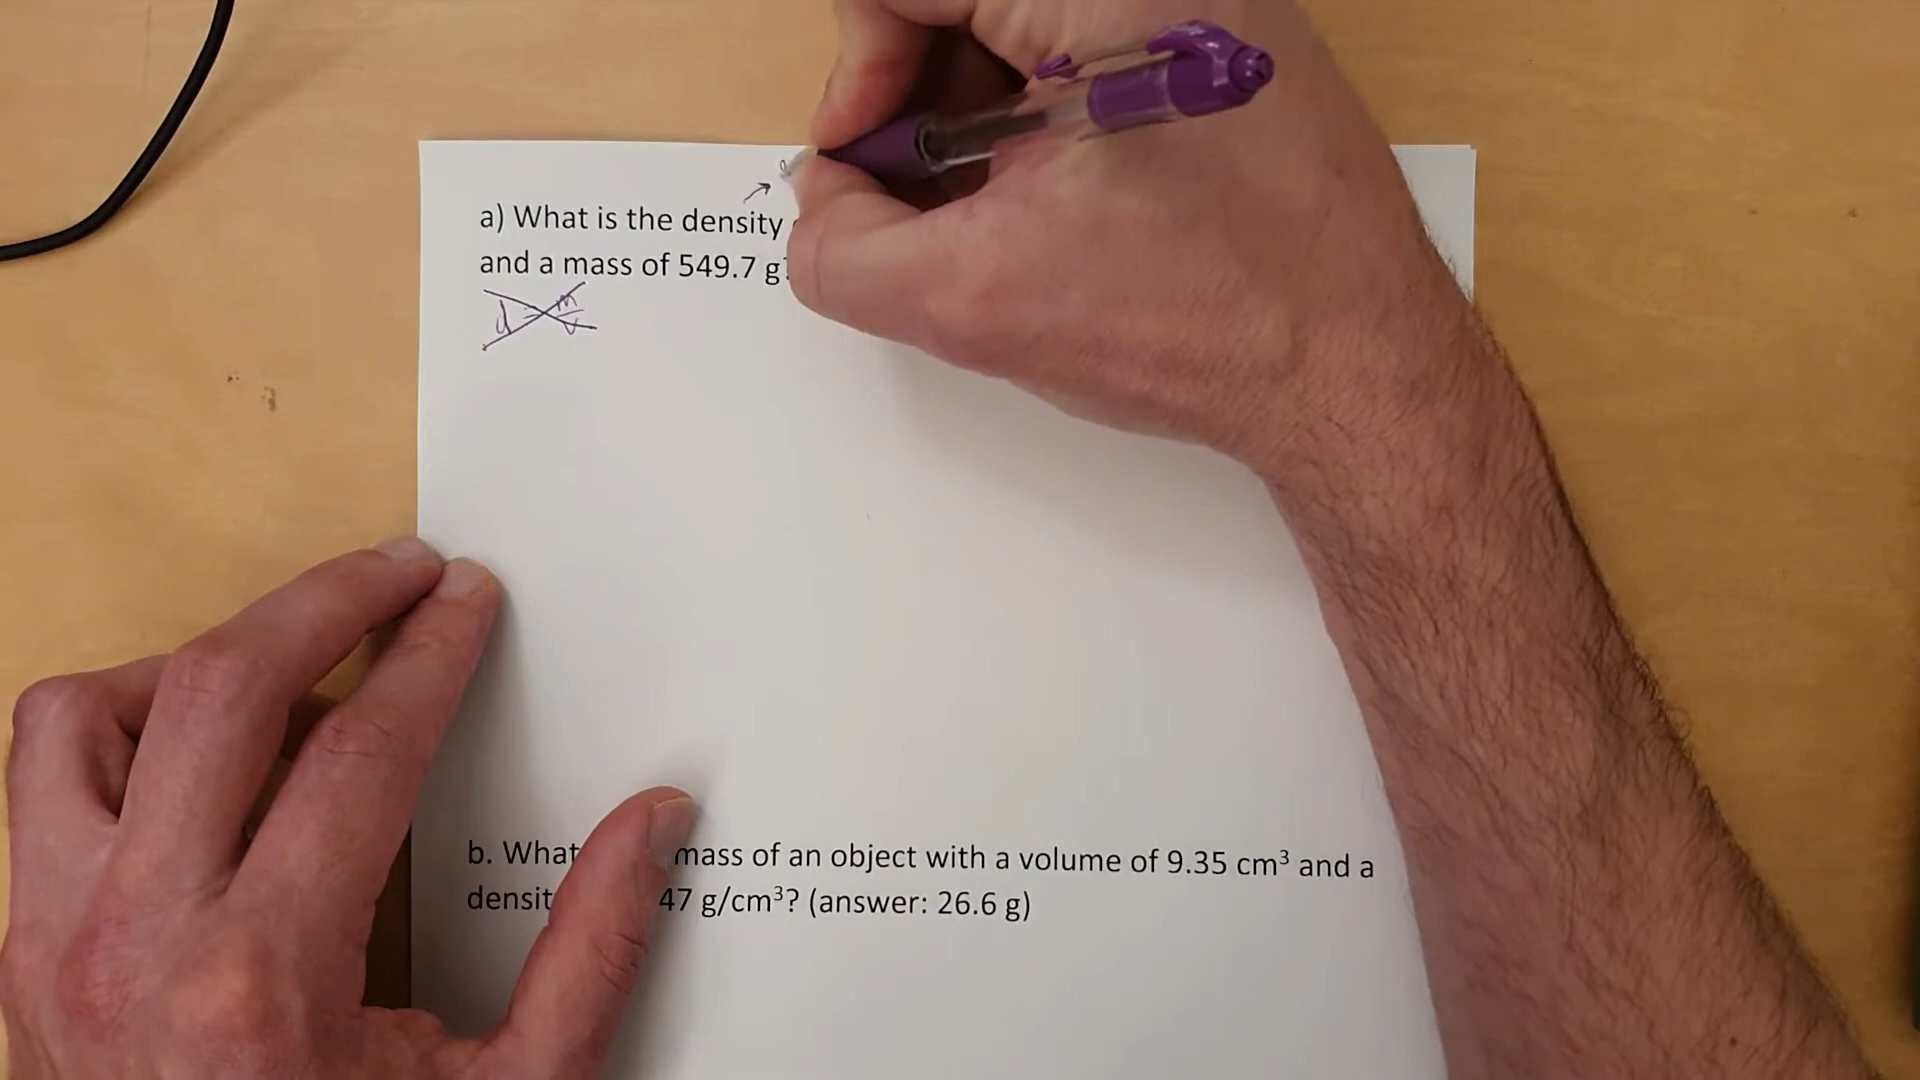 a) What is the density
and a mass of 549.7 g
d = m/v
b. What mass of an object with a volume of 9.35 cm³ and a
47 g/cm³? (answer: 26.6 g)